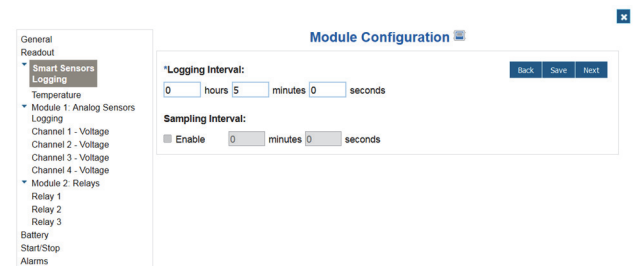 Module Configuration
General
Readout
Smart Sensors
Logging
Temperature
Module 1: Analog Sensors
Logging
Channel 1 - Voltage
Channel 2 - Voltage
Channel 3 - Voltage
Channel 4 - Voltage
Module 2: Relays
Relay 1
Relay 2
Relay 3
Battery
Start/Stop
Alarms
*Logging Interval:
Back Save Next
0 hours 5 minutes 0 seconds
Sampling Interval:
Enable 0 minutes 0 seconds